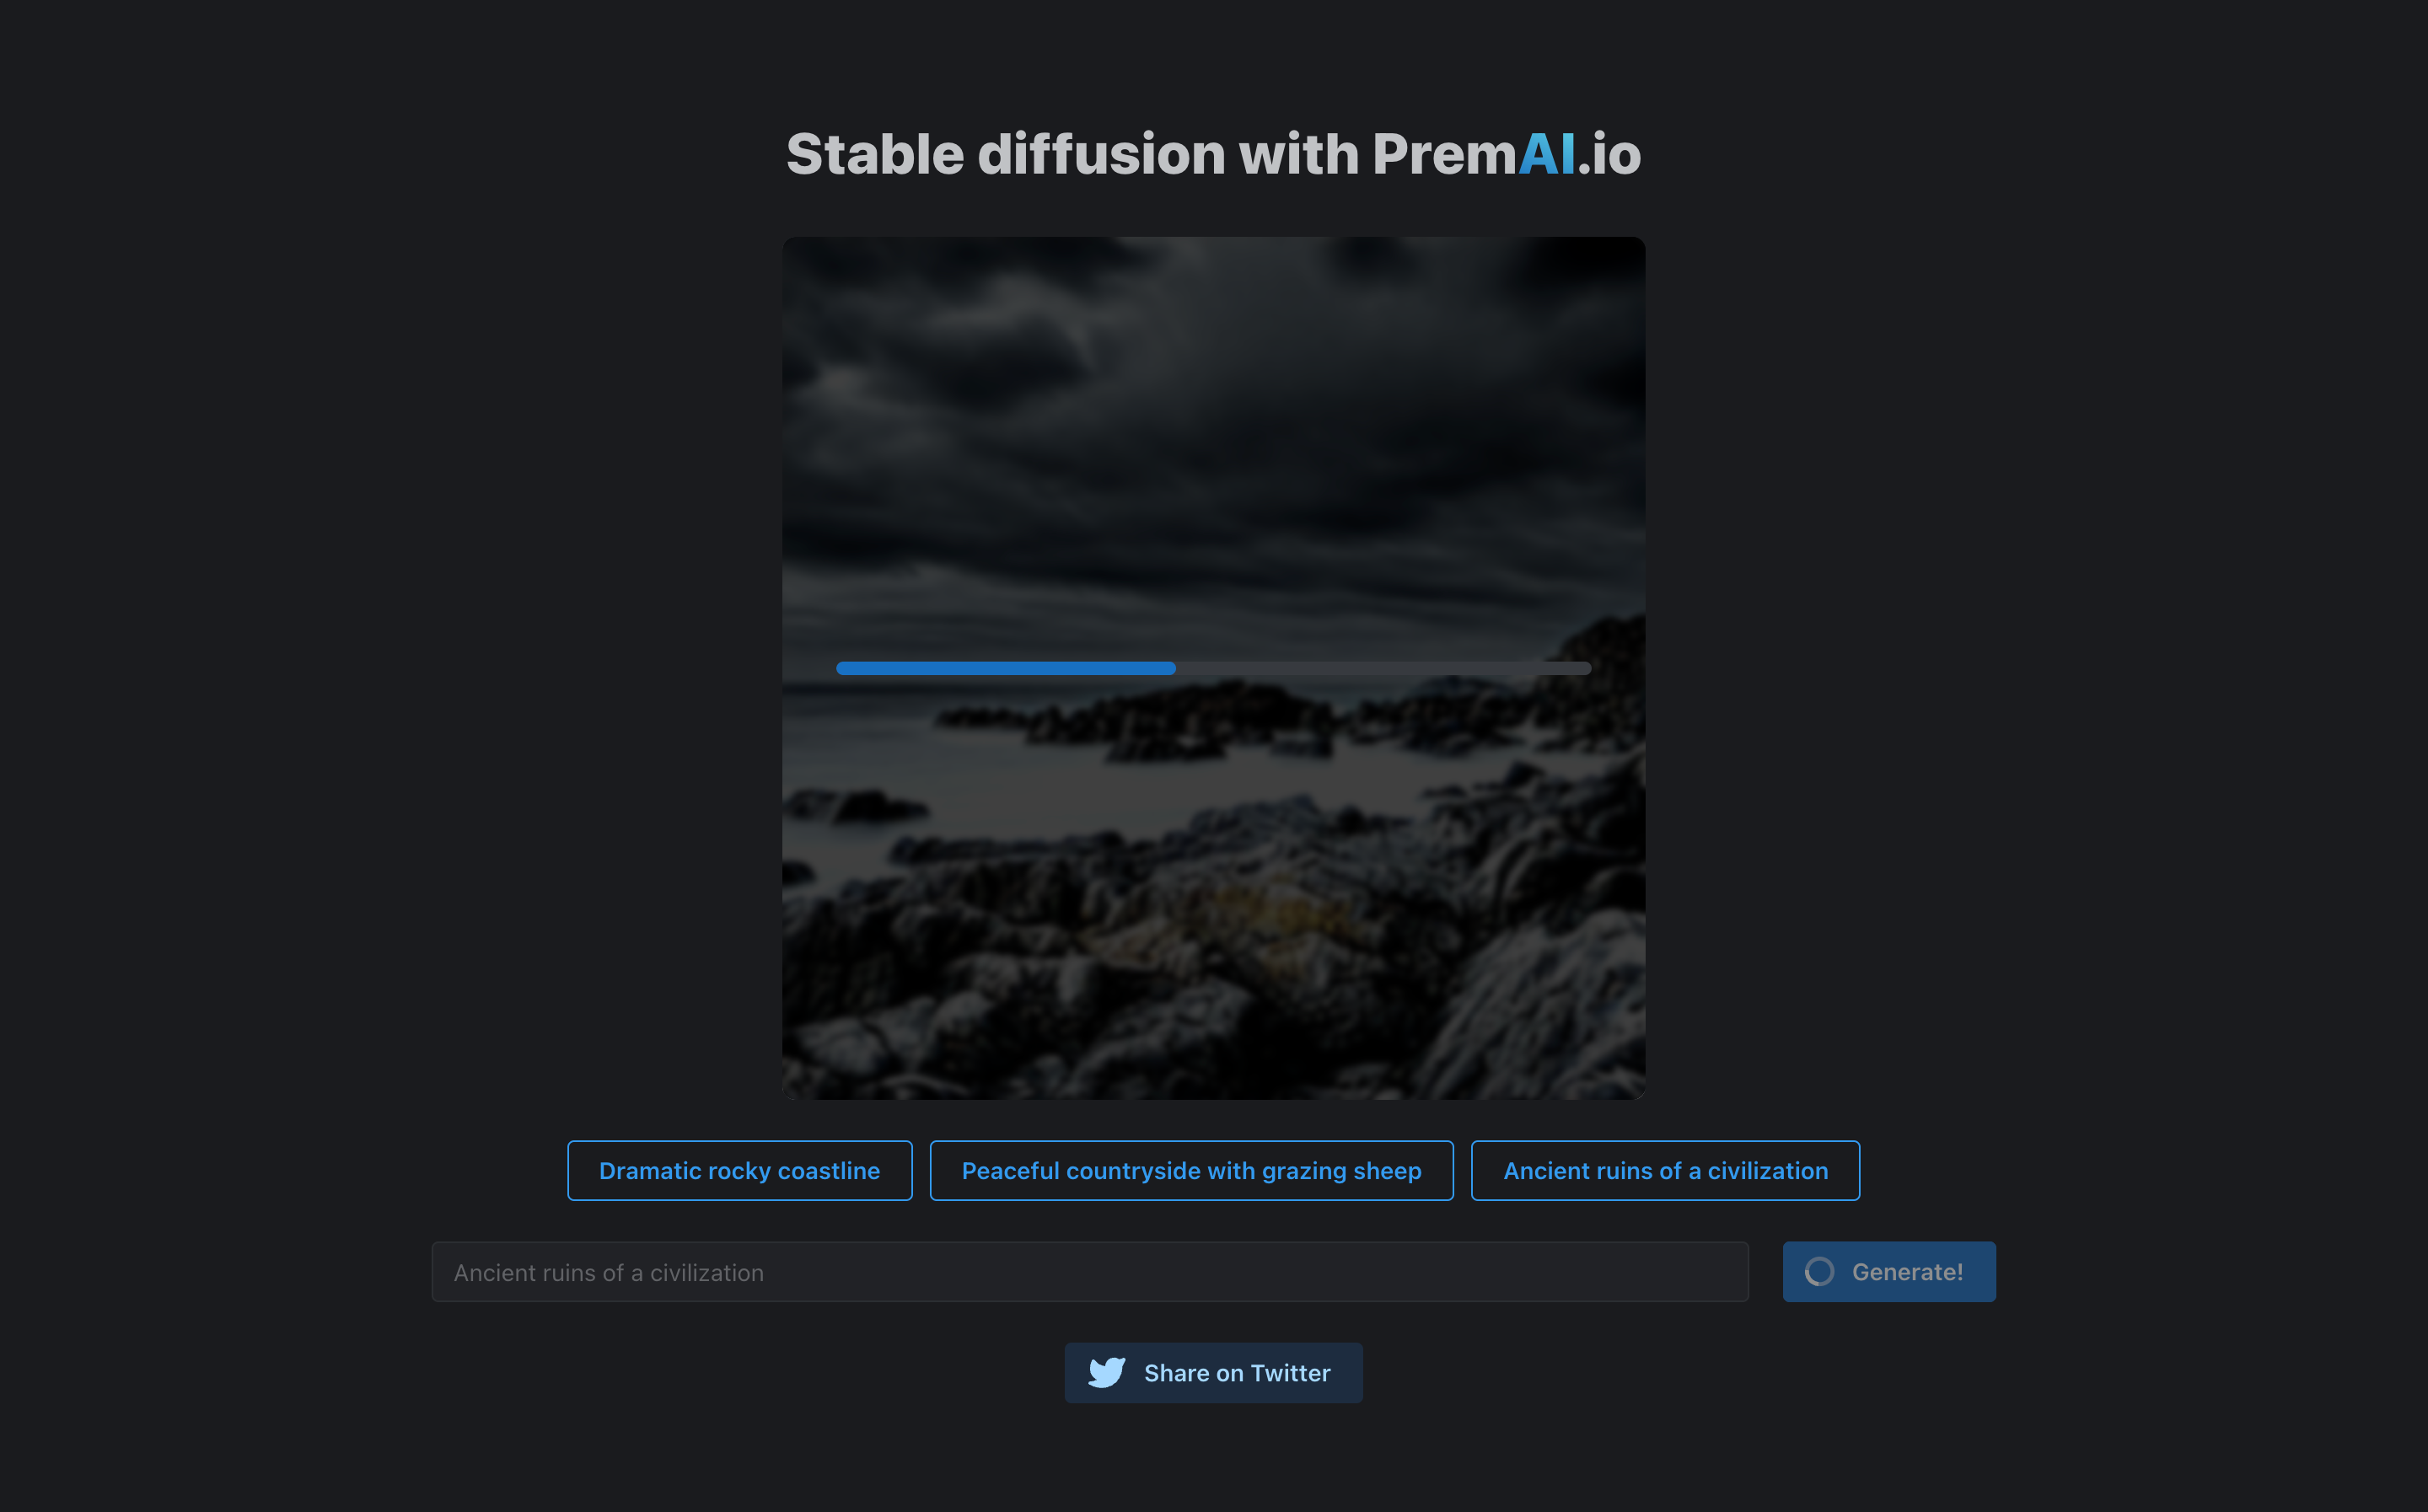 Stable diffusion with PremAI.io
Dramatic rocky coastline
Peaceful countryside with grazing sheep
Ancient ruins of a civilization
Ancient ruins of a civilization
Generate!
Share on Twitter